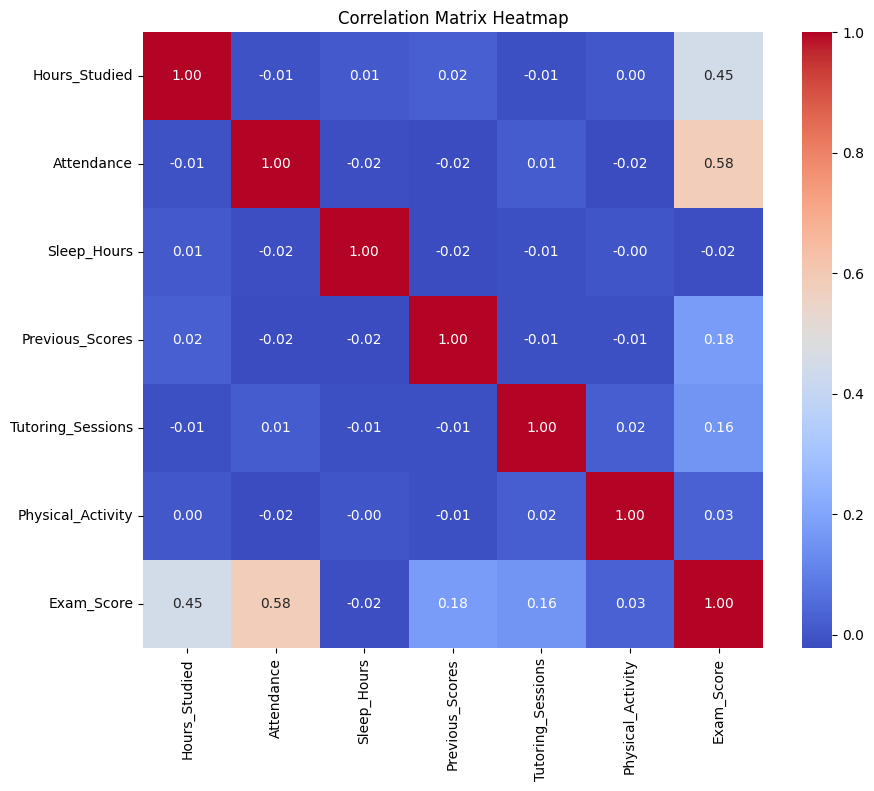 Correlation Matrix Heatmap
Hours_Studied 1.00 -0.01 0.01 0.02 -0.01 0.00 0.45
Attendance -0.01 1.00 -0.02 -0.02 0.01 -0.02 0.58
Sleep_Hours 0.01 -0.02 1.00 -0.02 -0.01 -0.00 -0.02
Previous_Scores 0.02 -0.02 -0.02 1.00 -0.01 -0.01 0.18
Tutoring_Sessions -0.01 0.01 -0.01 -0.01 1.00 0.02 0.16
Physical_Activity 0.00 -0.02 -0.00 -0.01 0.02 1.00 0.03
Exam_Score 0.45 0.58 -0.02 0.18 0.16 0.03 1.00
Hours_Studied
Attendance
Sleep_Hours
Previous_Scores
Tutoring_Sessions
Physical_Activity
Exam_Score
1.0
0.8
0.6
0.4
0.2
0.0